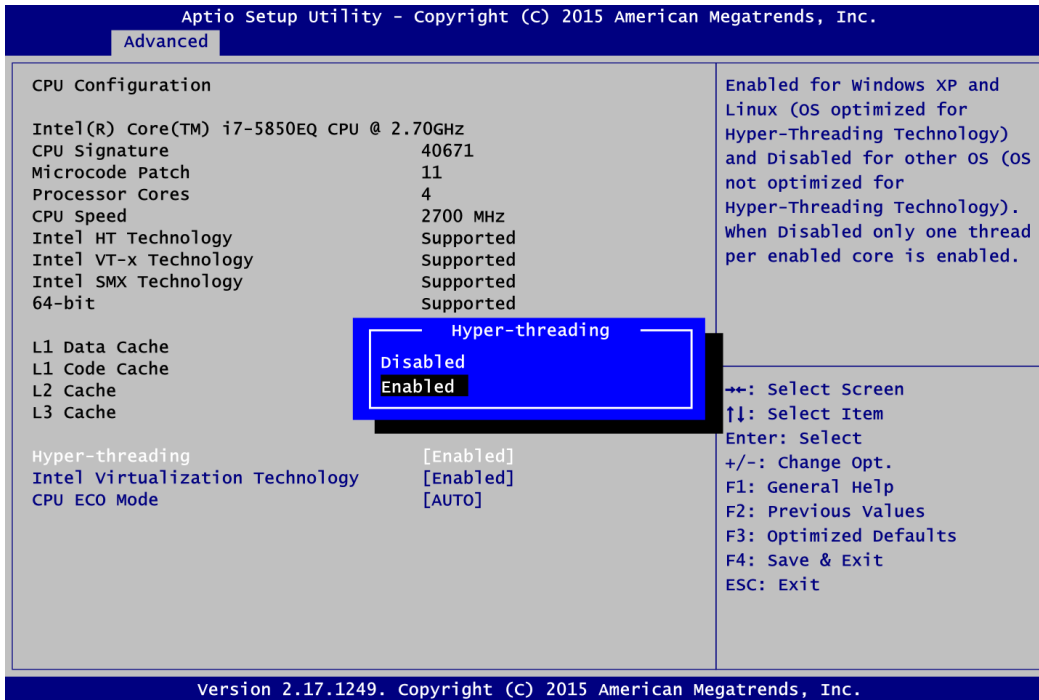 Aptio Setup Utility - Copyright (C) 2015 American Megatrends, Inc.
Advanced
CPU Configuration
Intel(R) Core(TM) i7-5850EQ CPU @ 2.70GHz
CPU Signature 40671
Microcode Patch 11
Processor Cores 4
CPU Speed 2700 MHz
Intel HT Technology Supported
Intel VT-x Technology Supported
Intel SMX Technology Supported
64-bit Supported
L1 Data Cache
L1 Code Cache
L2 Cache
L3 Cache
Hyper-threading [Enabled]
Intel Virtualization Technology [Enabled]
CPU ECO Mode [AUTO]
Hyper-threading
Disabled
Enabled
Enabled for Windows XP and
Linux (OS optimized for
Hyper-Threading Technology)
and Disabled for other OS (OS
not optimized for
Hyper-Threading Technology).
When Disabled only one thread
per enabled core is enabled.
→←: Select Screen
↑↓: Select Item
Enter: Select
+/-: Change Opt.
F1: General Help
F2: Previous Values
F3: Optimized Defaults
F4: Save & Exit
ESC: Exit
Version 2.17.1249. Copyright (C) 2015 American Megatrends, Inc.